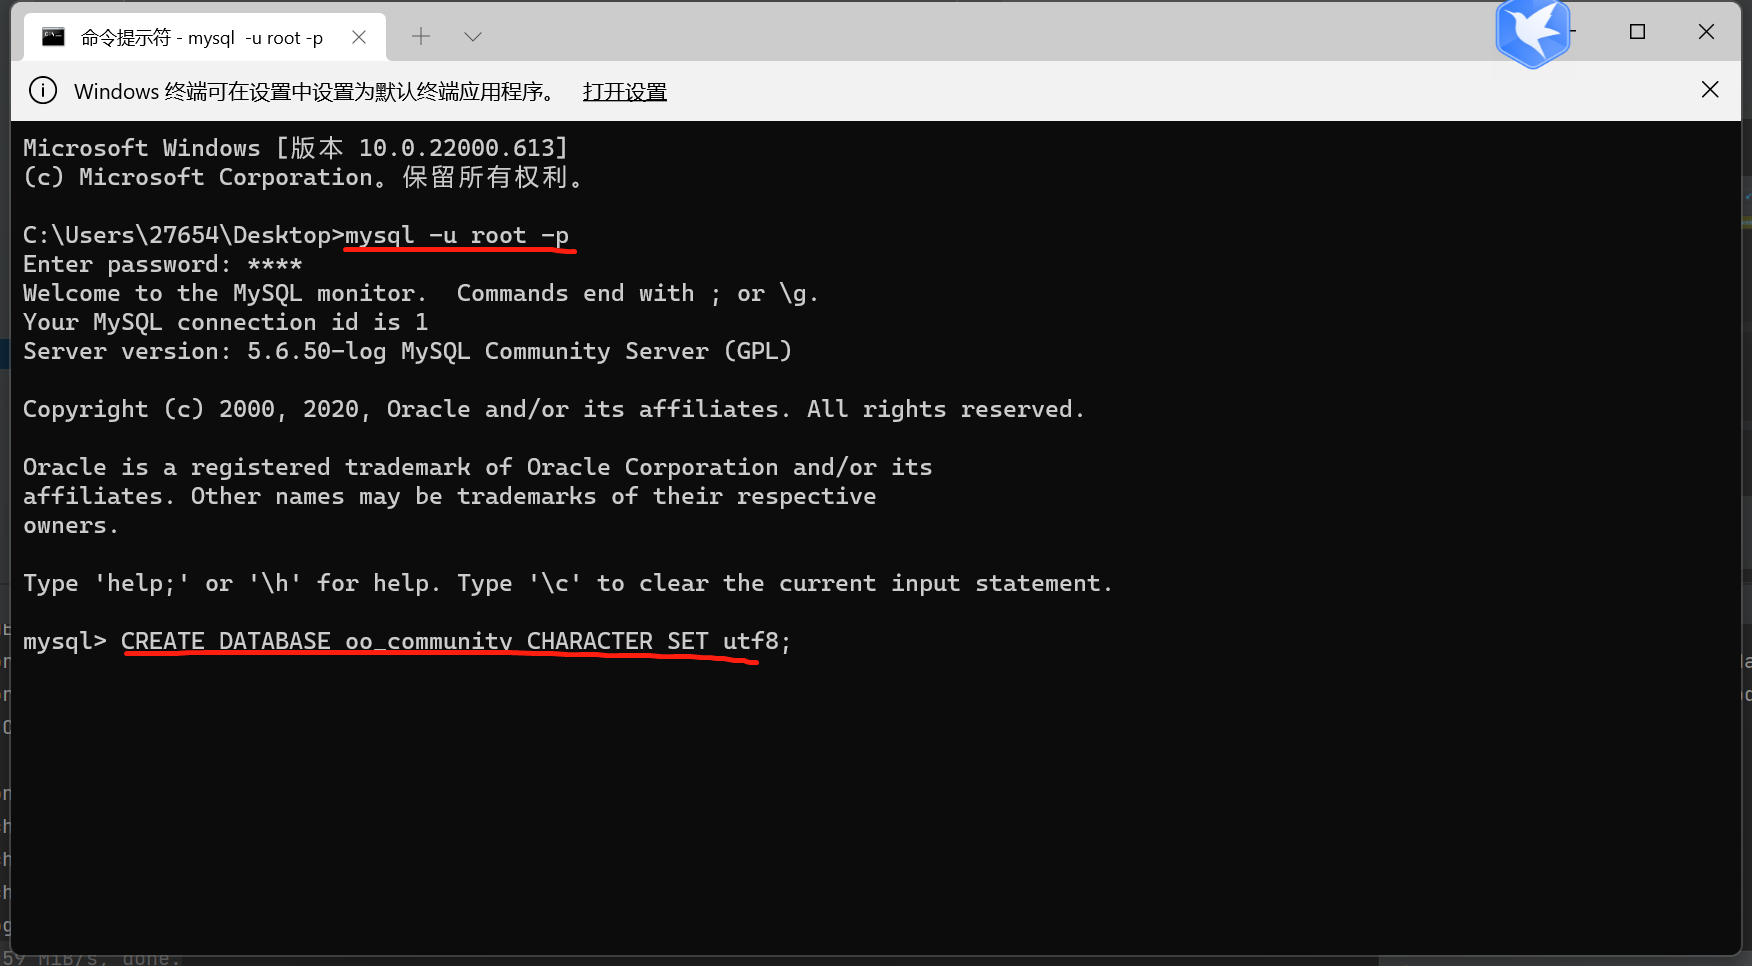 命令提示符 - mysql  -u root -p
Windows 终端可在设置中设置为默认终端应用程序。 打开设置
Microsoft Windows [版本 10.0.22000.613]
(c) Microsoft Corporation。保留所有权利。
C:\Users\27654\Desktop>mysql -u root -p
Enter password: ****
Welcome to the MySQL monitor.  Commands end with ; or \g.
Your MySQL connection id is 1
Server version: 5.6.50-log MySQL Community Server (GPL)
Copyright (c) 2000, 2020, Oracle and/or its affiliates. All rights reserved.
Oracle is a registered trademark of Oracle Corporation and/or its
affiliates. Other names may be trademarks of their respective
owners.
Type 'help;' or '\h' for help. Type '\c' to clear the current input statement.
mysql> CREATE DATABASE oo_community CHARACTER SET utf8;
59 MiB/s, done.